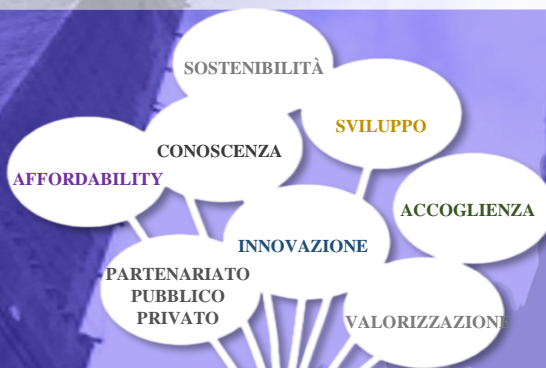 SOSTENIBILITÀ
SVILUPPO
CONOSCENZA
AFFORDABILITY
ACCOGLIENZA
INNOVAZIONE
PARTENARIATO
PUBBLICO
PRIVATO
VALORIZZAZIONE